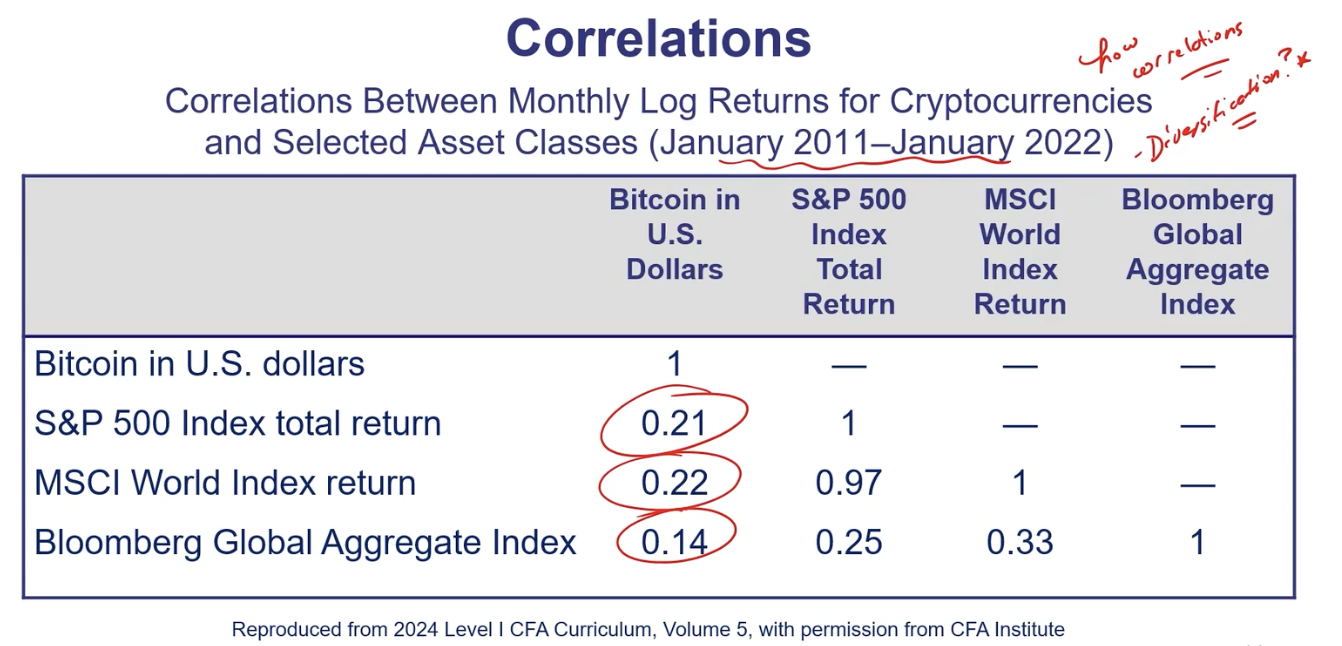 Correlations
how
correlations
Correlations Between Monthly Log Returns for Cryptocurrencies
and Selected Asset Classes (January 2011–January 2022)
- Diversification? *
Bitcoin in U.S. Dollars S&P 500 Index Total Return MSCI World Index Return Bloomberg Global Aggregate Index
Bitcoin in U.S. dollars 1 — — —
S&P 500 Index total return 0.21 1 — —
MSCI World Index return 0.22 0.97 1 —
Bloomberg Global Aggregate Index 0.14 0.25 0.33 1
Reproduced from 2024 Level I CFA Curriculum, Volume 5, with permission from CFA Institute